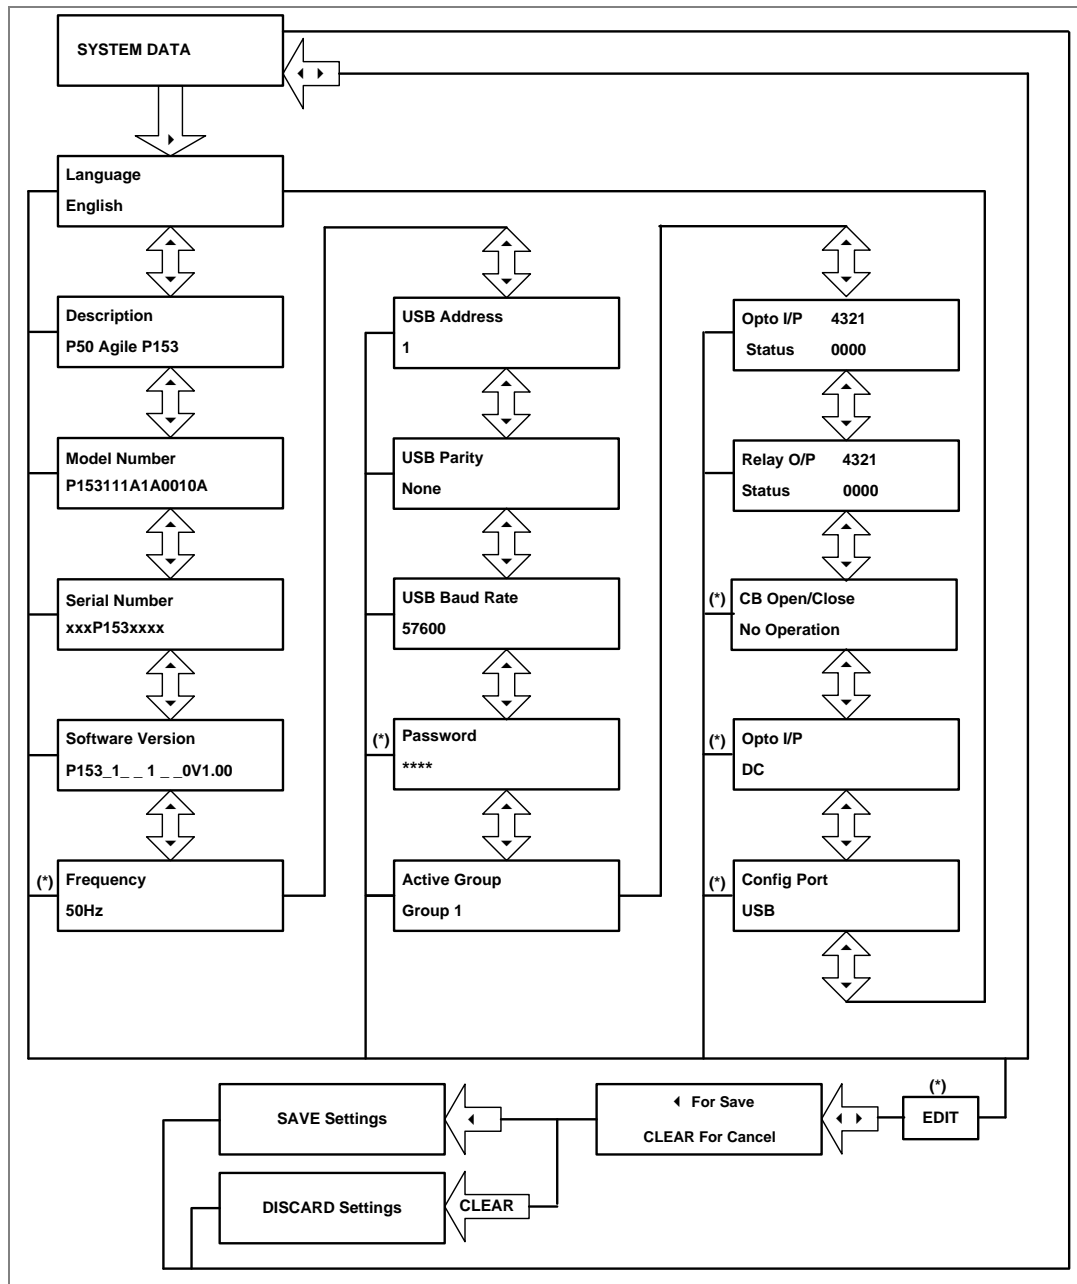 SYSTEM DATA
Language
English
Description
P50 Agile P153
Model Number
P153111A1A0010A
Serial Number
xxxP153xxxx
Software Version
P153_1_ _ 1 _ _0V1.00
(*) Frequency
50Hz
USB Address
1
USB Parity
None
USB Baud Rate
57600
(*) Password
****
Active Group
Group 1
Opto I/P 4321
Status 0000
Relay O/P 4321
Status 0000
(*) CB Open/Close
No Operation
(*) Opto I/P
DC
(*) Config Port
USB
(*)
EDIT
For Save
CLEAR For Cancel
SAVE Settings
CLEAR
DISCARD Settings